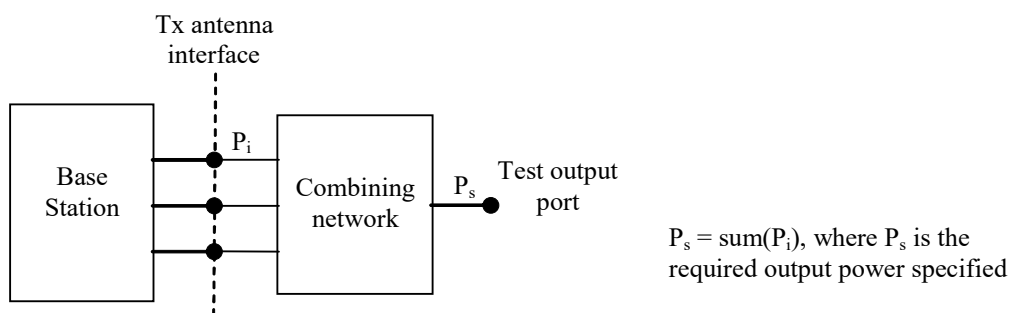 Tx antenna
interface
P_i
Base
Station
Combining
network
P_s
Test output
port
P_s = sum(P_i), where P_s is the
required output power specified